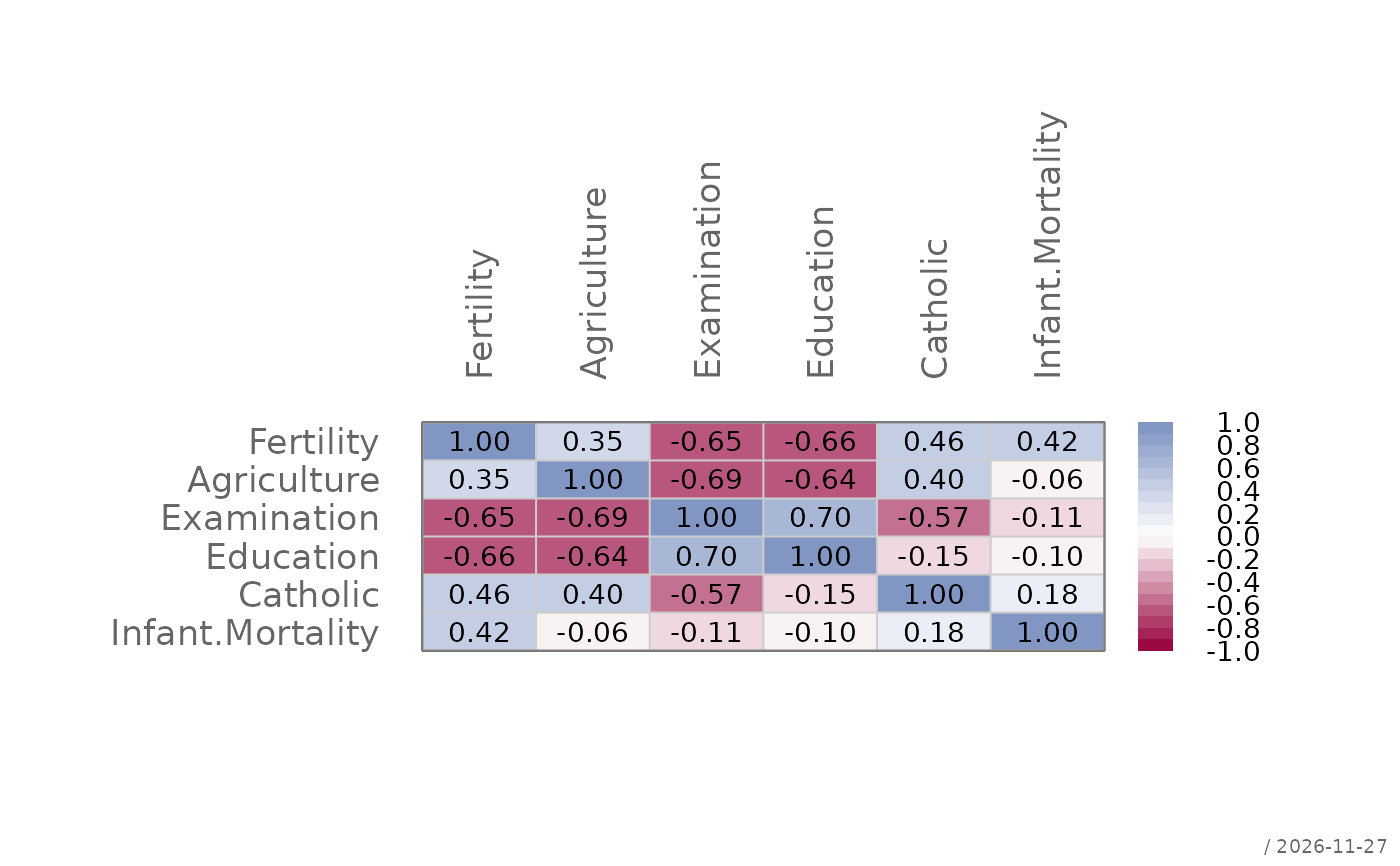 Fertility
Agriculture
Examination
Education
Catholic
Infant.Mortality
Fertility 1.00 0.35 -0.65 -0.66 0.46 0.42
Agriculture 0.35 1.00 -0.69 -0.64 0.40 -0.06
Examination -0.65 -0.69 1.00 0.70 -0.57 -0.11
Education -0.66 -0.64 0.70 1.00 -0.15 -0.10
Catholic 0.46 0.40 -0.57 -0.15 1.00 0.18
Infant.Mortality 0.42 -0.06 -0.11 -0.10 0.18 1.00
1.0
0.8
0.6
0.4
0.2
0.0
-0.2
-0.4
-0.6
-0.8
-1.0
/ 2026-11-27